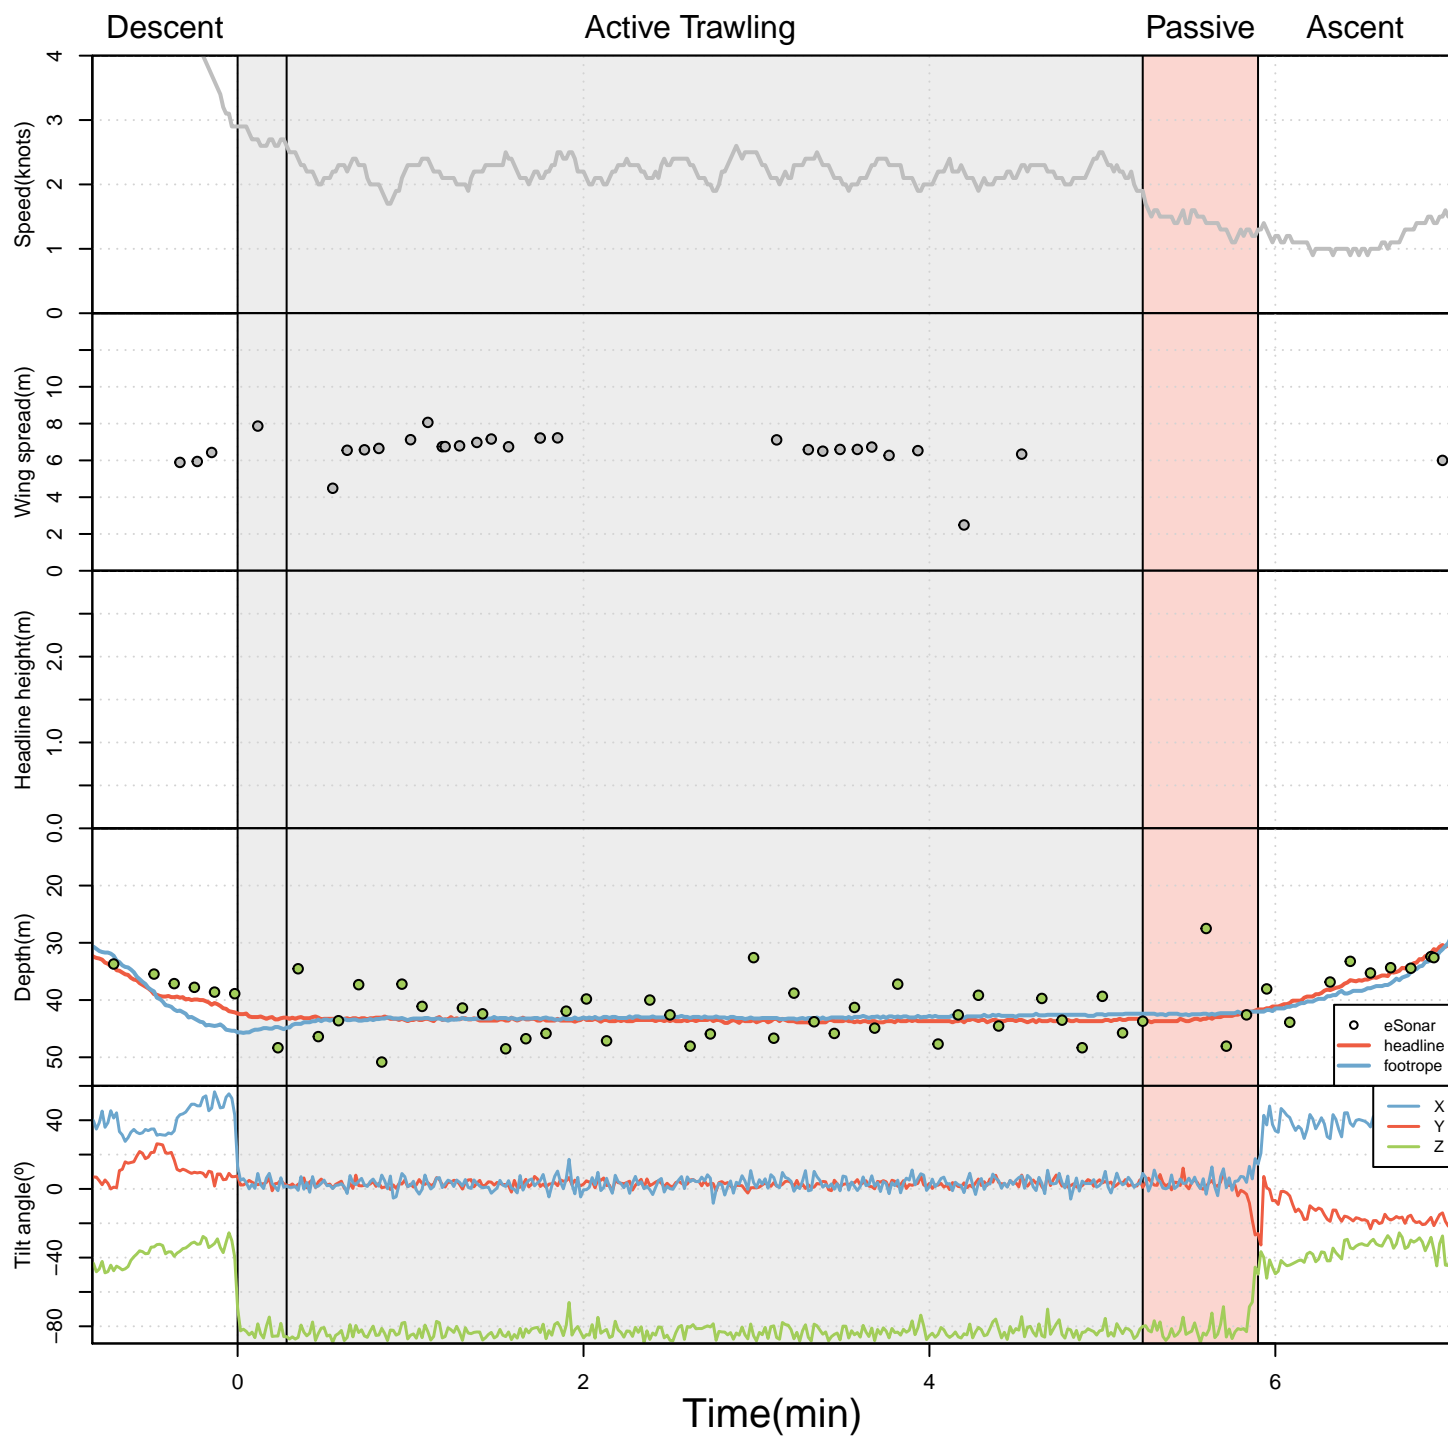 Descent Active Trawling Passive Ascent
Speed(knots)
4
3
2
1
0
Wing spread(m)
10
8
6
4
2
0
Headline height(m)
2.0
1.0
0.0
Depth(m)
20
30
40
50
eSonar
headline
footrope
Tilt angle(º)
40
0
−40
−80
X
Y
Z
0 2 4 6
Time(min)